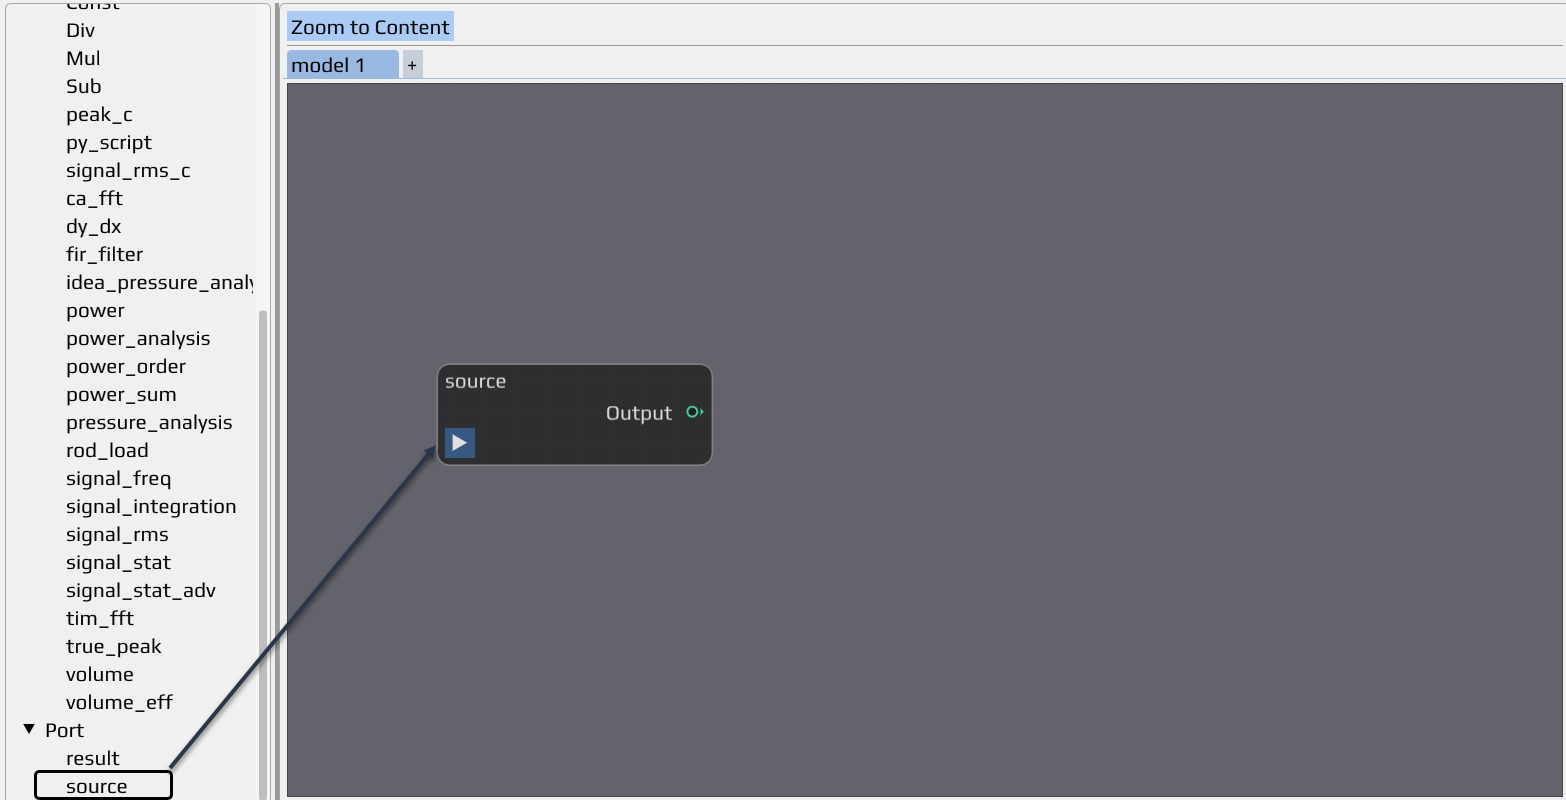 Const
Div
Mul
Sub
peak_c
py_script
signal_rms_c
ca_fft
dy_dx
fir_filter
idea_pressure_analy
power
power_analysis
power_order
power_sum
pressure_analysis
rod_load
signal_freq
signal_integration
signal_rms
signal_stat
signal_stat_adv
tim_fft
true_peak
volume
volume_eff
Port
result
source
Zoom to Content
model 1 +
source
Output